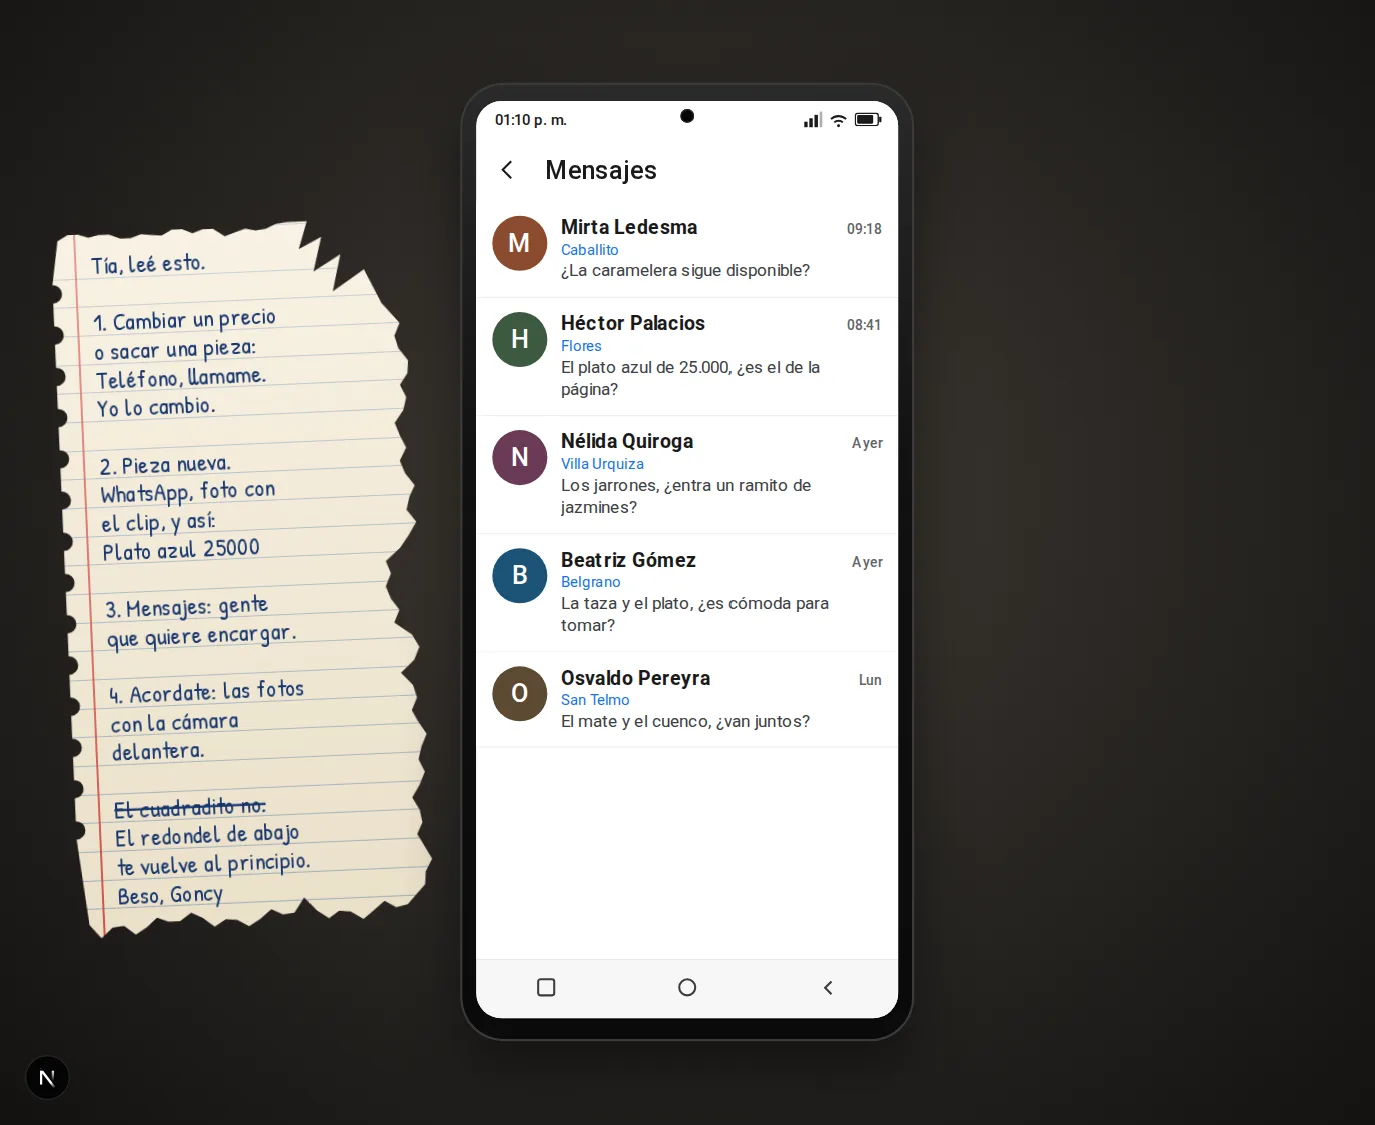 Tía, leé esto.
1. Cambiar un precio
o sacar una pieza:
Teléfono, llamame.
Yo lo cambio.
2. Pieza nueva.
WhatsApp, foto con
el clip, y así:
Plato azul 25000
3. Mensajes: gente
que quiere encargar.
4. Acordate: las fotos
con la cámara
delantera.
El cuadradito no:
El redondel de abajo
te vuelve al principio.
Beso, Goncy
01:10 p. m.
Mensajes
M
Mirta Ledesma
09:18
Caballito
¿La caramelera sigue disponible?
H
Héctor Palacios
08:41
Flores
El plato azul de 25.000, ¿es el de la
página?
N
Nélida Quiroga
Ayer
Villa Urquiza
Los jarrones, ¿entra un ramito de
jazmines?
B
Beatriz Gómez
Ayer
Belgrano
La taza y el plato, ¿es cómoda para
tomar?
O
Osvaldo Pereyra
Lun
San Telmo
El mate y el cuenco, ¿van juntos?
N